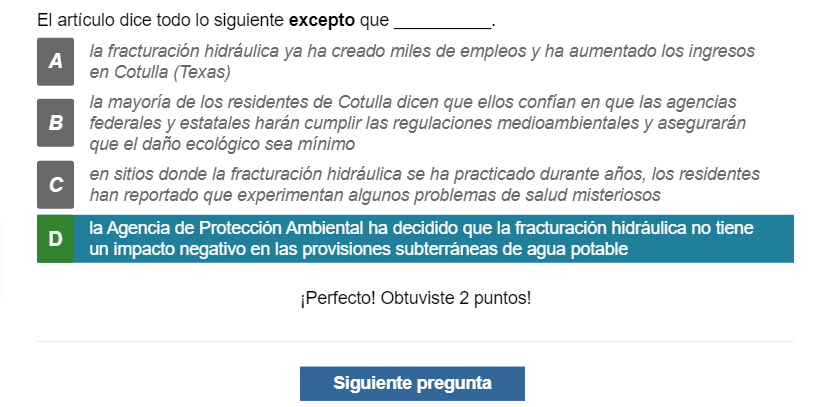 El artículo dice todo lo siguiente excepto que ___________.
A
la fracturación hidráulica ya ha creado miles de empleos y ha aumentado los ingresos
en Cotulla (Texas)
B
la mayoría de los residentes de Cotulla dicen que ellos confían en que las agencias
federales y estatales harán cumplir las regulaciones medioambientales y asegurarán
que el daño ecológico sea mínimo
C
en sitios donde la fracturación hidráulica se ha practicado durante años, los residentes
han reportado que experimentan algunos problemas de salud misteriosos
D
la Agencia de Protección Ambiental ha decidido que la fracturación hidráulica no tiene
un impacto negativo en las provisiones subterráneas de agua potable
¡Perfecto! Obtuviste 2 puntos!
Siguiente pregunta